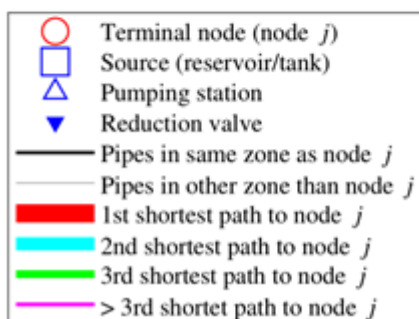 Terminal node (node j)
Source (reservoir/tank)
Pumping station
Reduction valve
Pipes in same zone as node j
Pipes in other zone than node j
1st shortest path to node j
2nd shortest path to node j
3rd shortest path to node j
> 3rd shortet path to node j